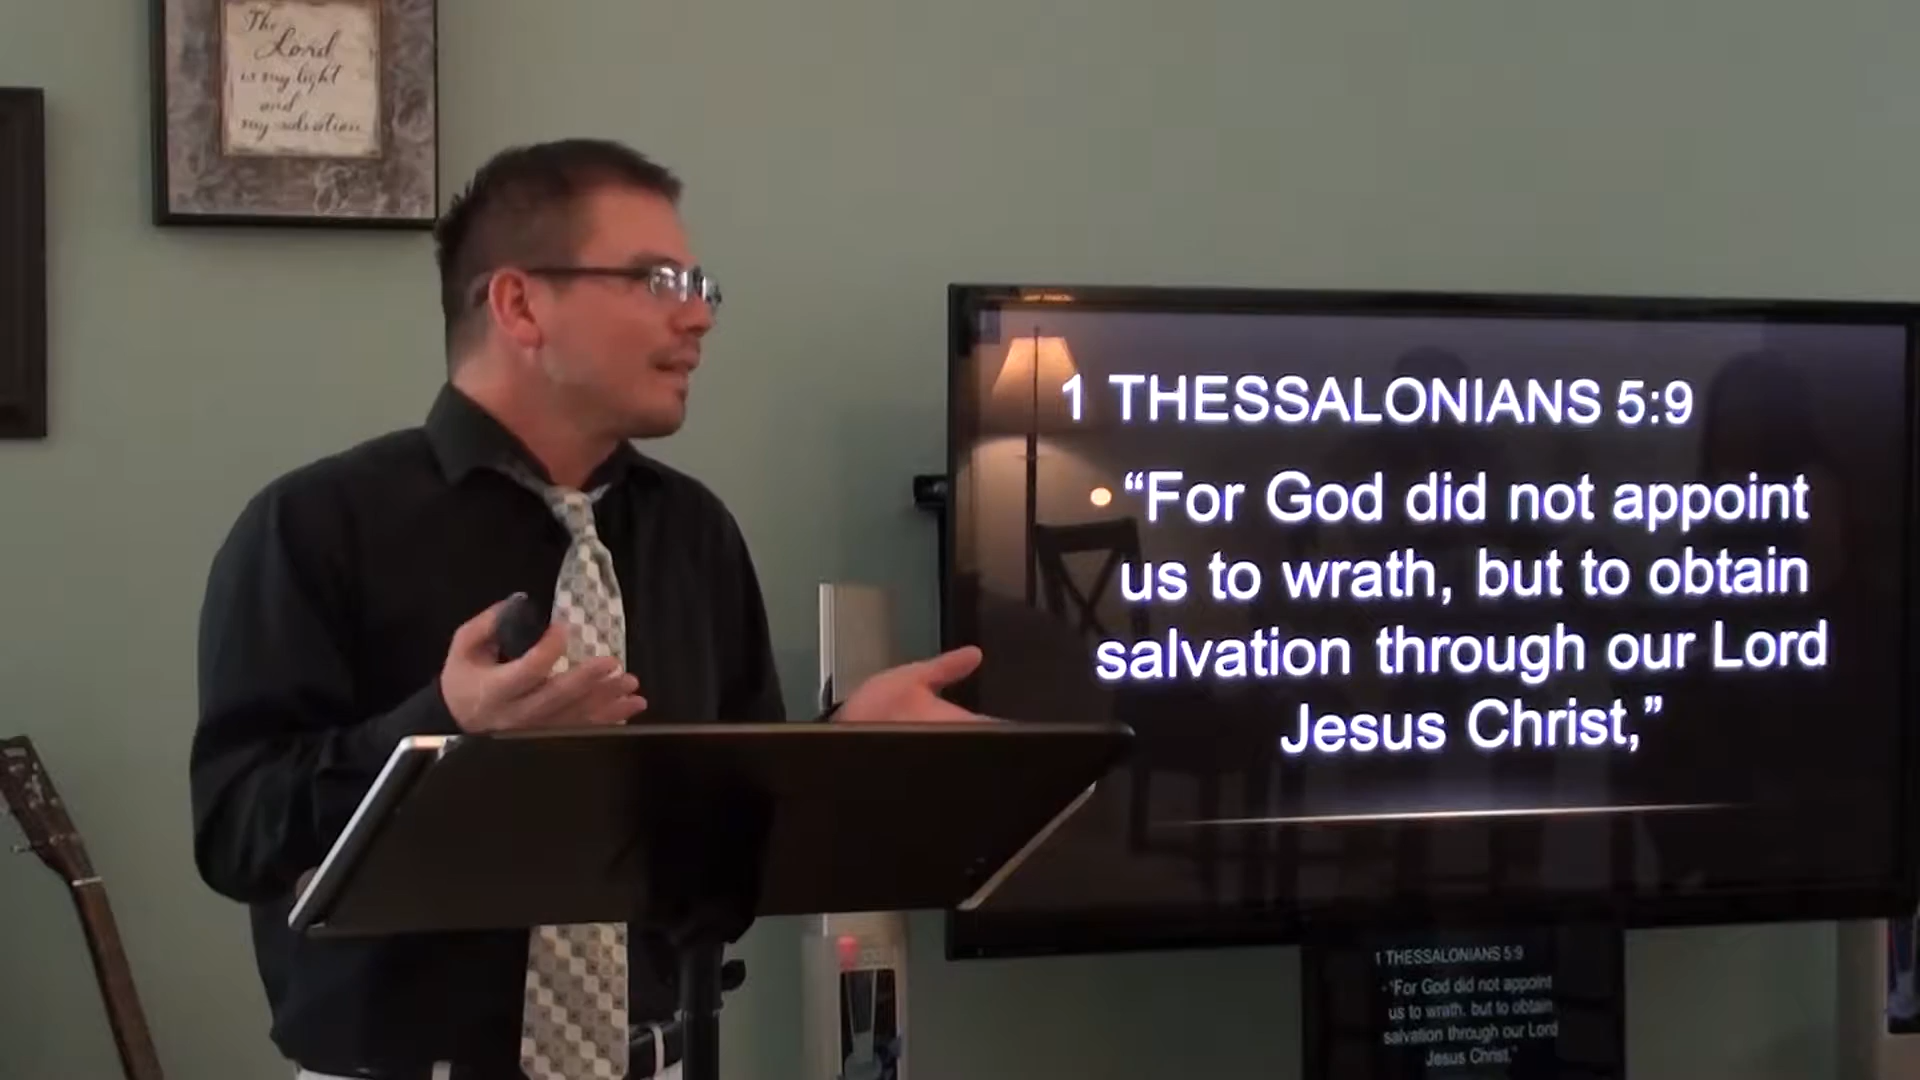 The
Lord
is my light
and
my salvation
1 THESSALONIANS 5:9
“For God did not appoint
us to wrath, but to obtain
salvation through our Lord
Jesus Christ,”
1 THESSALONIANS 5:9
“For God did not appoint
us to wrath, but to obtain
salvation through our Lord
Jesus Christ,”